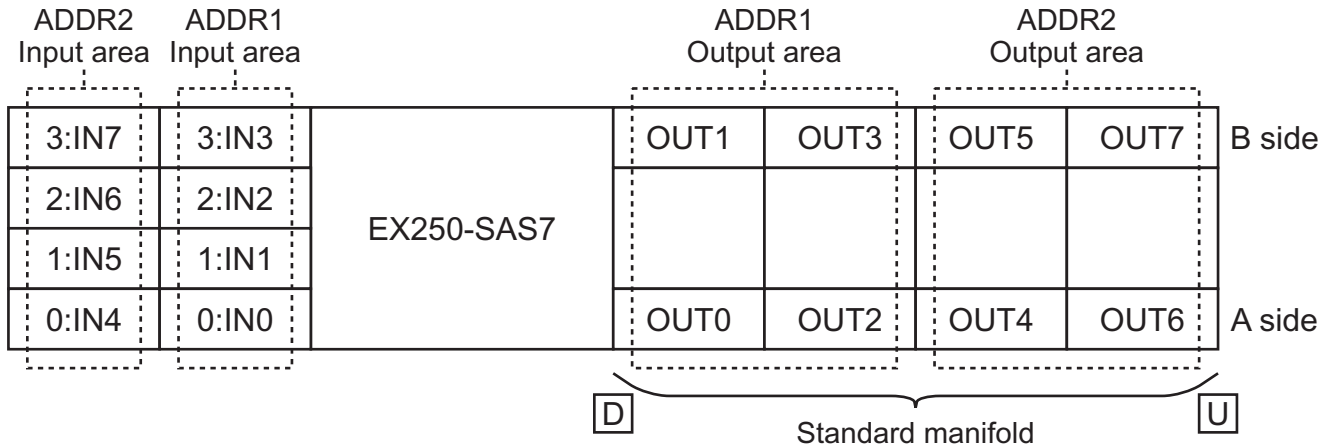 ADDR2 ADDR1 ADDR1 ADDR2
Input area Input area Output area Output area
3:IN7 3:IN3 OUT1 OUT3 OUT5 OUT7 B side
2:IN6 2:IN2
EX250-SAS7
1:IN5 1:IN1
0:IN4 0:IN0 OUT0 OUT2 OUT4 OUT6 A side
D U
Standard manifold